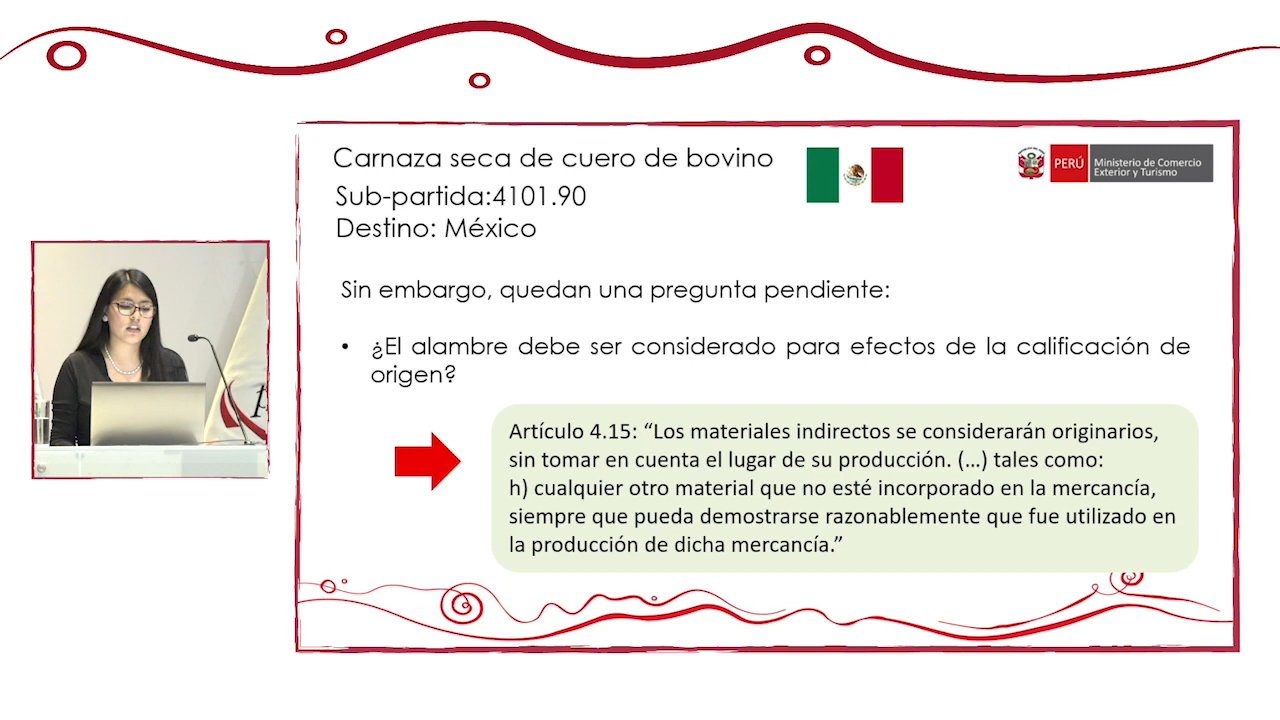 Carnaza seca de cuero de bovino
Sub-partida:4101.90
Destino: México
PERÚ
Ministerio de Comercio
Exterior y Turismo
Sin embargo, quedan una pregunta pendiente:
• ¿El alambre debe ser considerado para efectos de la calificación de
origen?
Artículo 4.15: “Los materiales indirectos se considerarán originarios,
sin tomar en cuenta el lugar de su producción. (…) tales como:
h) cualquier otro material que no esté incorporado en la mercancía,
siempre que pueda demostrarse razonablemente que fue utilizado en
la producción de dicha mercancía.”